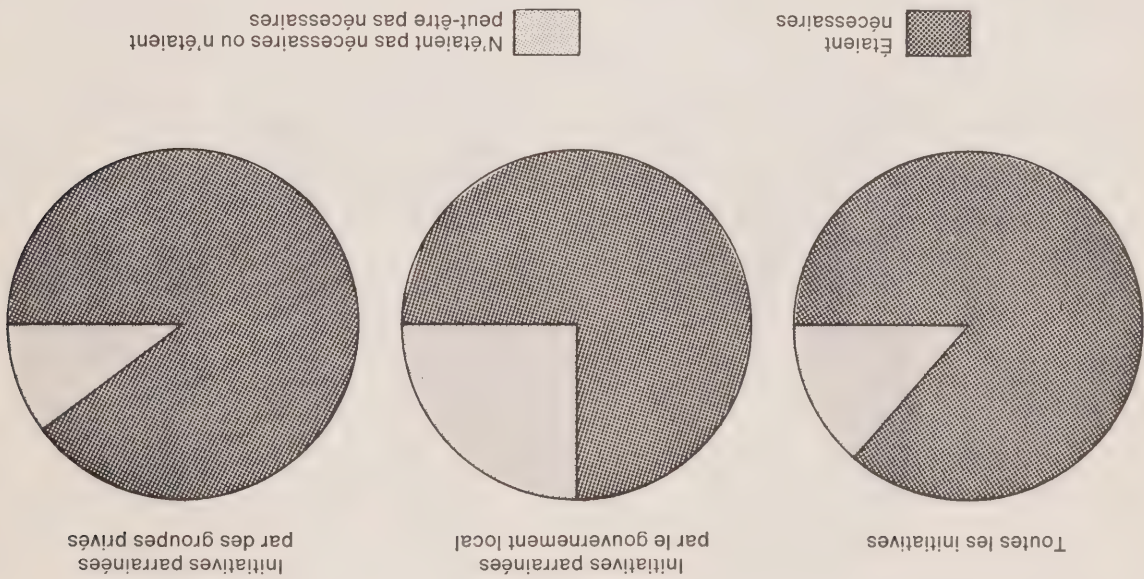 Toutes les initiatives
Initiatives parrainées
par le gouvernement local
Initiatives parrainées
par des groupes privés
Étaient
nécessaires
N'étaient pas nécessaires ou n'étaient
peut-être pas nécessaires